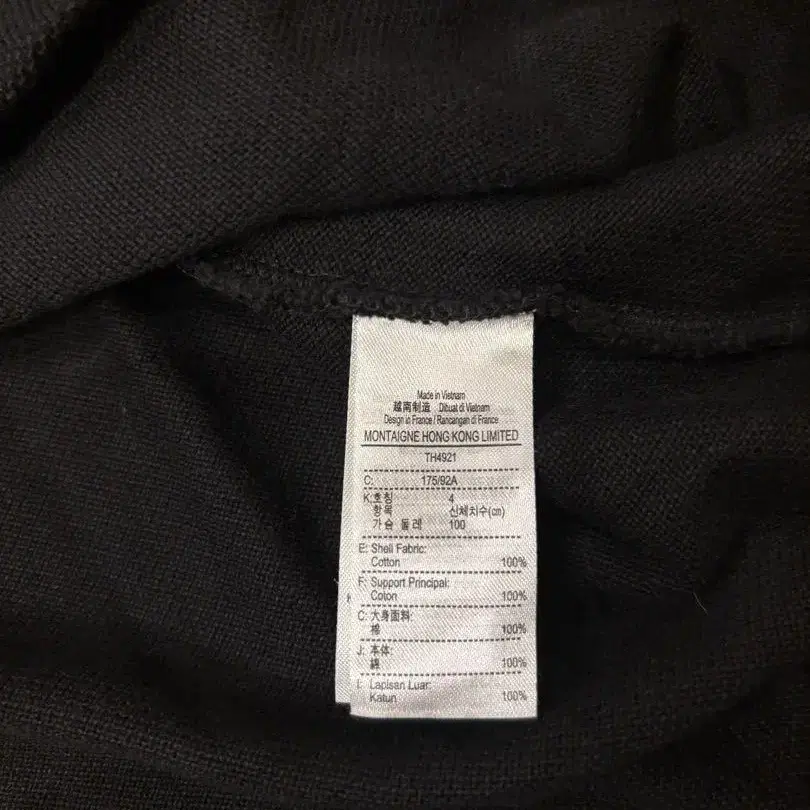 Made in Vietnam
越南制造 Dibuat di Vietnam
Design in France / Rancangan di France
MONTAIGNE HONG KONG LIMITED
TH4921
C: 175/92A
K:호칭 4
항목 신체치수(cm)
가슴 둘레 100
E: Shell Fabric:
Cotton 100%
F: Support Principal:
Coton 100%
C: 大身面料:
棉 100%
J: 本体:
綿 100%
I: Lapisan Luar:
Katun 100%